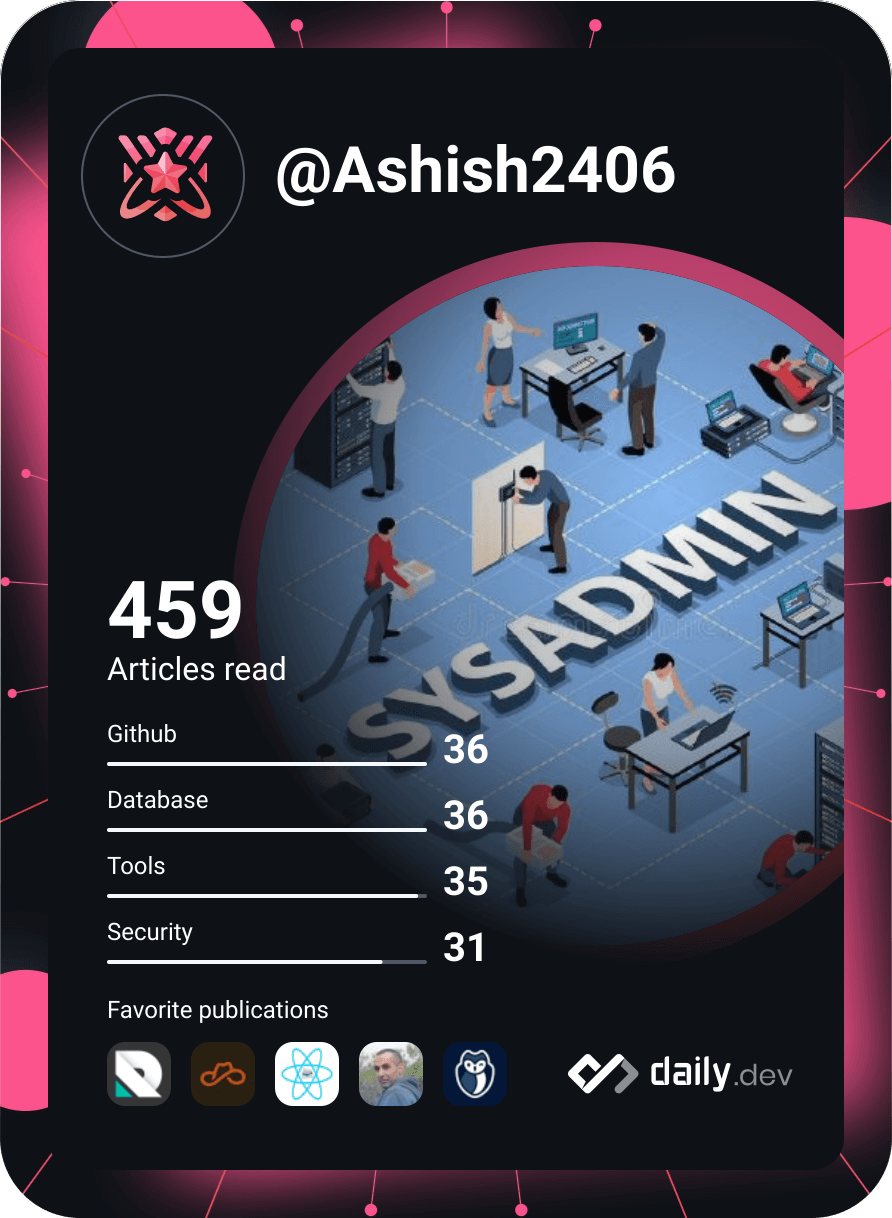 @Ashish2406
SYSADMIN
459
Articles read
Github
36
Database
36
Tools
35
Security
31
Favorite publications
daily.dev